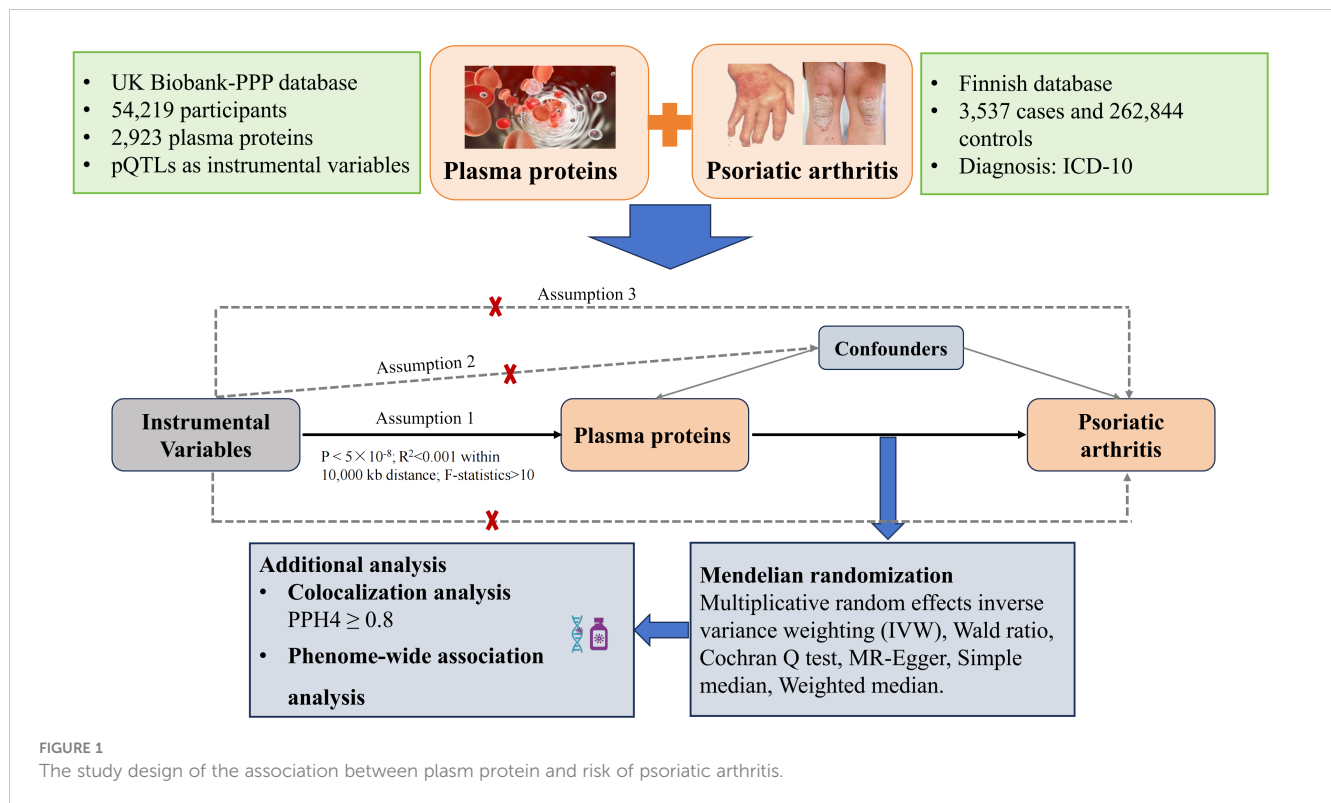 • UK Biobank-PPP database
• 54,219 participants
• 2,923 plasma proteins
• pQTLs as instrumental variables
Plasma proteins
Psoriatic arthritis
• Finnish database
• 3,537 cases and 262,844
controls
• Diagnosis: ICD-10
Assumption 3
Assumption 2
Confounders
Instrumental
Variables
Assumption 1
P < 5×10⁻⁸; R²<0.001 within
10,000 kb distance; F-statistics>10
Plasma proteins
Psoriatic
arthritis
Additional analysis
• Colocalization analysis
PPH4 ≥ 0.8
• Phenome-wide association
analysis
Mendelian randomization
Multiplicative random effects inverse
variance weighting (IVW), Wald ratio,
Cochran Q test, MR-Egger, Simple
median, Weighted median.
FIGURE 1
The study design of the association between plasm protein and risk of psoriatic arthritis.